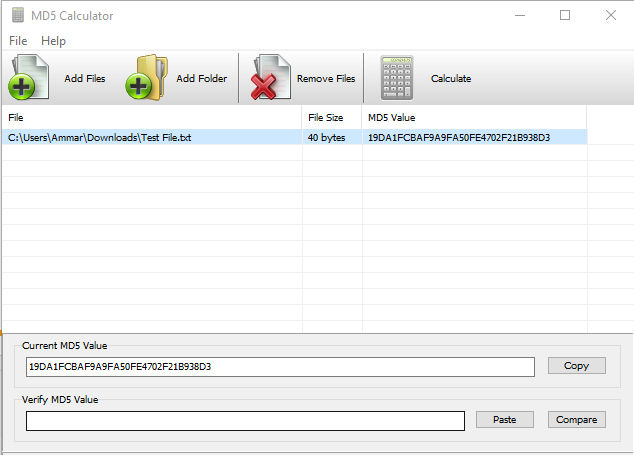 MD5 Calculator
File Help
Add Files Add Folder Remove Files Calculate
File File Size MD5 Value
C:\Users\Ammar\Downloads\Test File.txt 40 bytes 19DA1FCBAF9A9FA50FE4702F21B938D3
Current MD5 Value
19DA1FCBAF9A9FA50FE4702F21B938D3 Copy
Verify MD5 Value
Paste Compare